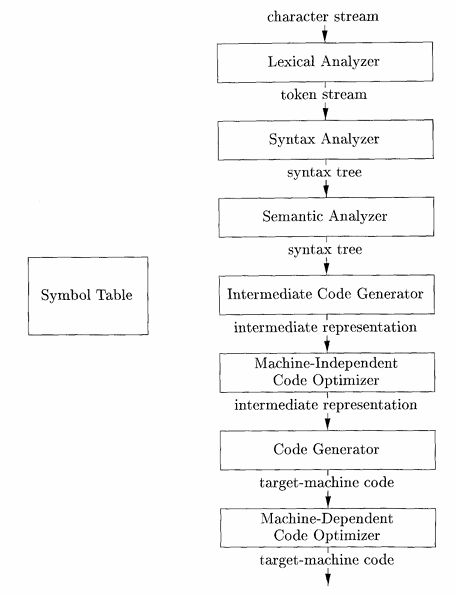 character stream
Lexical Analyzer
token stream
Syntax Analyzer
syntax tree
Semantic Analyzer
syntax tree
Symbol Table
Intermediate Code Generator
intermediate representation
Machine-Independent
Code Optimizer
intermediate representation
Code Generator
target-machine code
Machine-Dependent
Code Optimizer
target-machine code